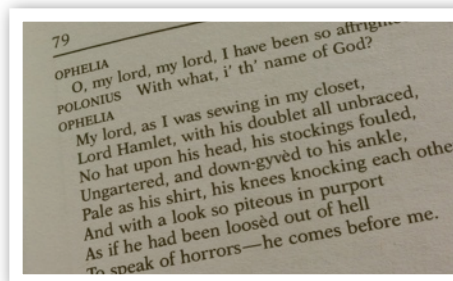 79
OPHELIA
O, my lord, my lord, I have been so
POLONIUS With what, i' th' name of God?
OPHELIA
My lord, as I was sewing in my closet,
Lord Hamlet, with his doublet all unbraced,
No hat upon his head, his stockings fouled,
Ungartered, and down-gyvèd to his ankle,
Pale as his shirt, his knees knocking each othe
And with a look so piteous in purport
As if he had been loosèd out of hell
To speak of horrors—he comes before me.